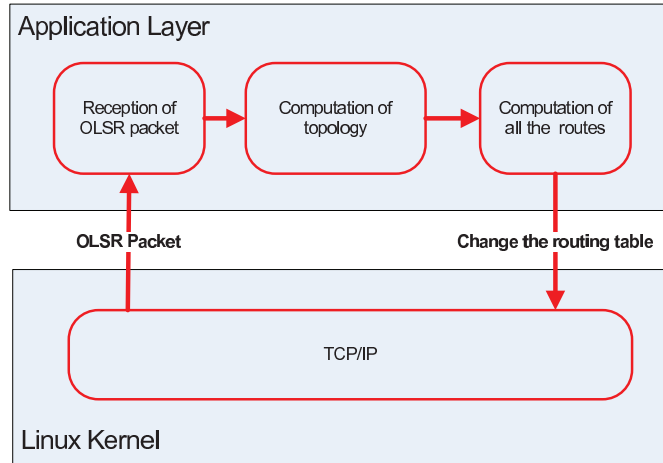 Application Layer
Reception of
OLSR packet
Computation of
topology
Computation of
all the routes
OLSR Packet
Change the routing table
TCP/IP
Linux Kernel